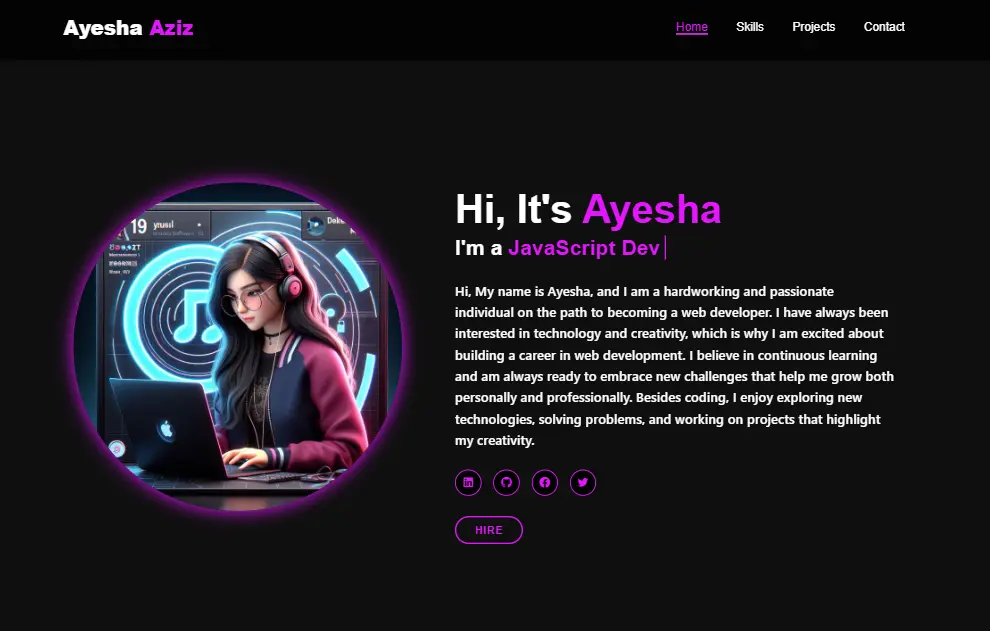 Ayesha Aziz
Home Skills Projects Contact
19
Hi, It's Ayesha
I'm a JavaScript Dev
Hi, My name is Ayesha, and I am a hardworking and passionate
individual on the path to becoming a web developer. I have always been
interested in technology and creativity, which is why I am excited about
building a career in web development. I believe in continuous learning
and am always ready to embrace new challenges that help me grow both
personally and professionally. Besides coding, I enjoy exploring new
technologies, solving problems, and working on projects that highlight
my creativity.
HIRE